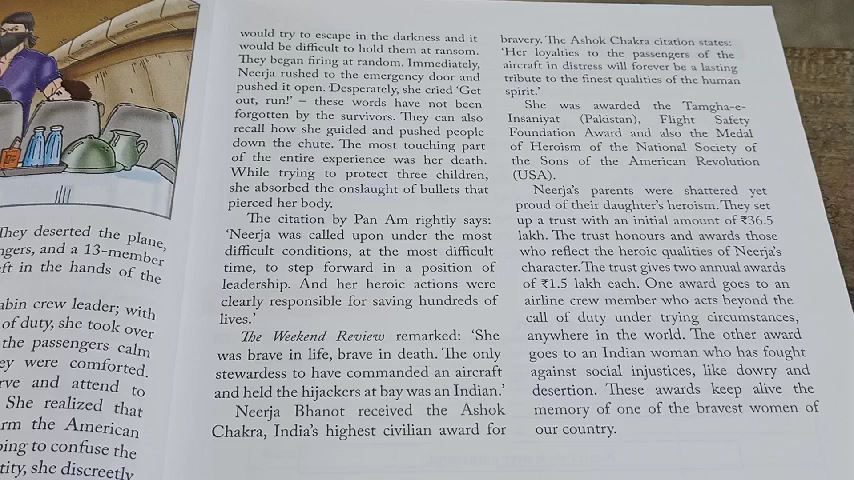 They deserted the plane,
ngers, and a 13-member
eft in the hands of the
abin crew leader; with
of duty, she took over
the passengers calm
ey were comforted.
rve and attend to
She realized that
rm the American
ping to confuse the
tity, she discreetly
would try to escape in the darkness and it
would be difficult to hold them at ransom.
They began firing at random. Immediately,
Neerja rushed to the emergency door and
pushed it open. Desperately, she cried 'Get
out, run!' – these words have not been
forgotten by the survivors. They can also
recall how she guided and pushed people
down the chute. The most touching part
of the entire experience was her death.
While trying to protect three children,
she absorbed the onslaught of bullets that
pierced her body.
The citation by Pan Am rightly says:
'Neerja was called upon under the most
difficult conditions, at the most difficult
time, to step forward in a position of
leadership. And her heroic actions were
clearly responsible for saving hundreds of
lives.'
The Weekend Review remarked: 'She
was brave in life, brave in death. The only
stewardess to have commanded an aircraft
and held the hijackers at bay was an Indian.'
Neerja Bhanot received the Ashok
Chakra, India's highest civilian award for
bravery. The Ashok Chakra citation states:
'Her loyalties to the passengers of the
aircraft in distress will forever be a lasting
tribute to the finest qualities of the human
spirit.'
She was awarded the Tamgha-e-
Insaniyat (Pakistan), Flight Safety
Foundation Award and also the Medal
of Heroism of the National Society of
the Sons of the American Revolution
(USA).
Neerja's parents were shattered yet
proud of their daughter's heroism. They set
up a trust with an initial amount of ₹36.5
lakh. The trust honours and awards those
who reflect the heroic qualities of Neerja's
character. The trust gives two annual awards
of ₹1.5 lakh each. One award goes to an
airline crew member who acts beyond the
call of duty under trying circumstances,
anywhere in the world. The other award
goes to an Indian woman who has fought
against social injustices, like dowry and
desertion. These awards keep alive the
memory of one of the bravest women of
our country.